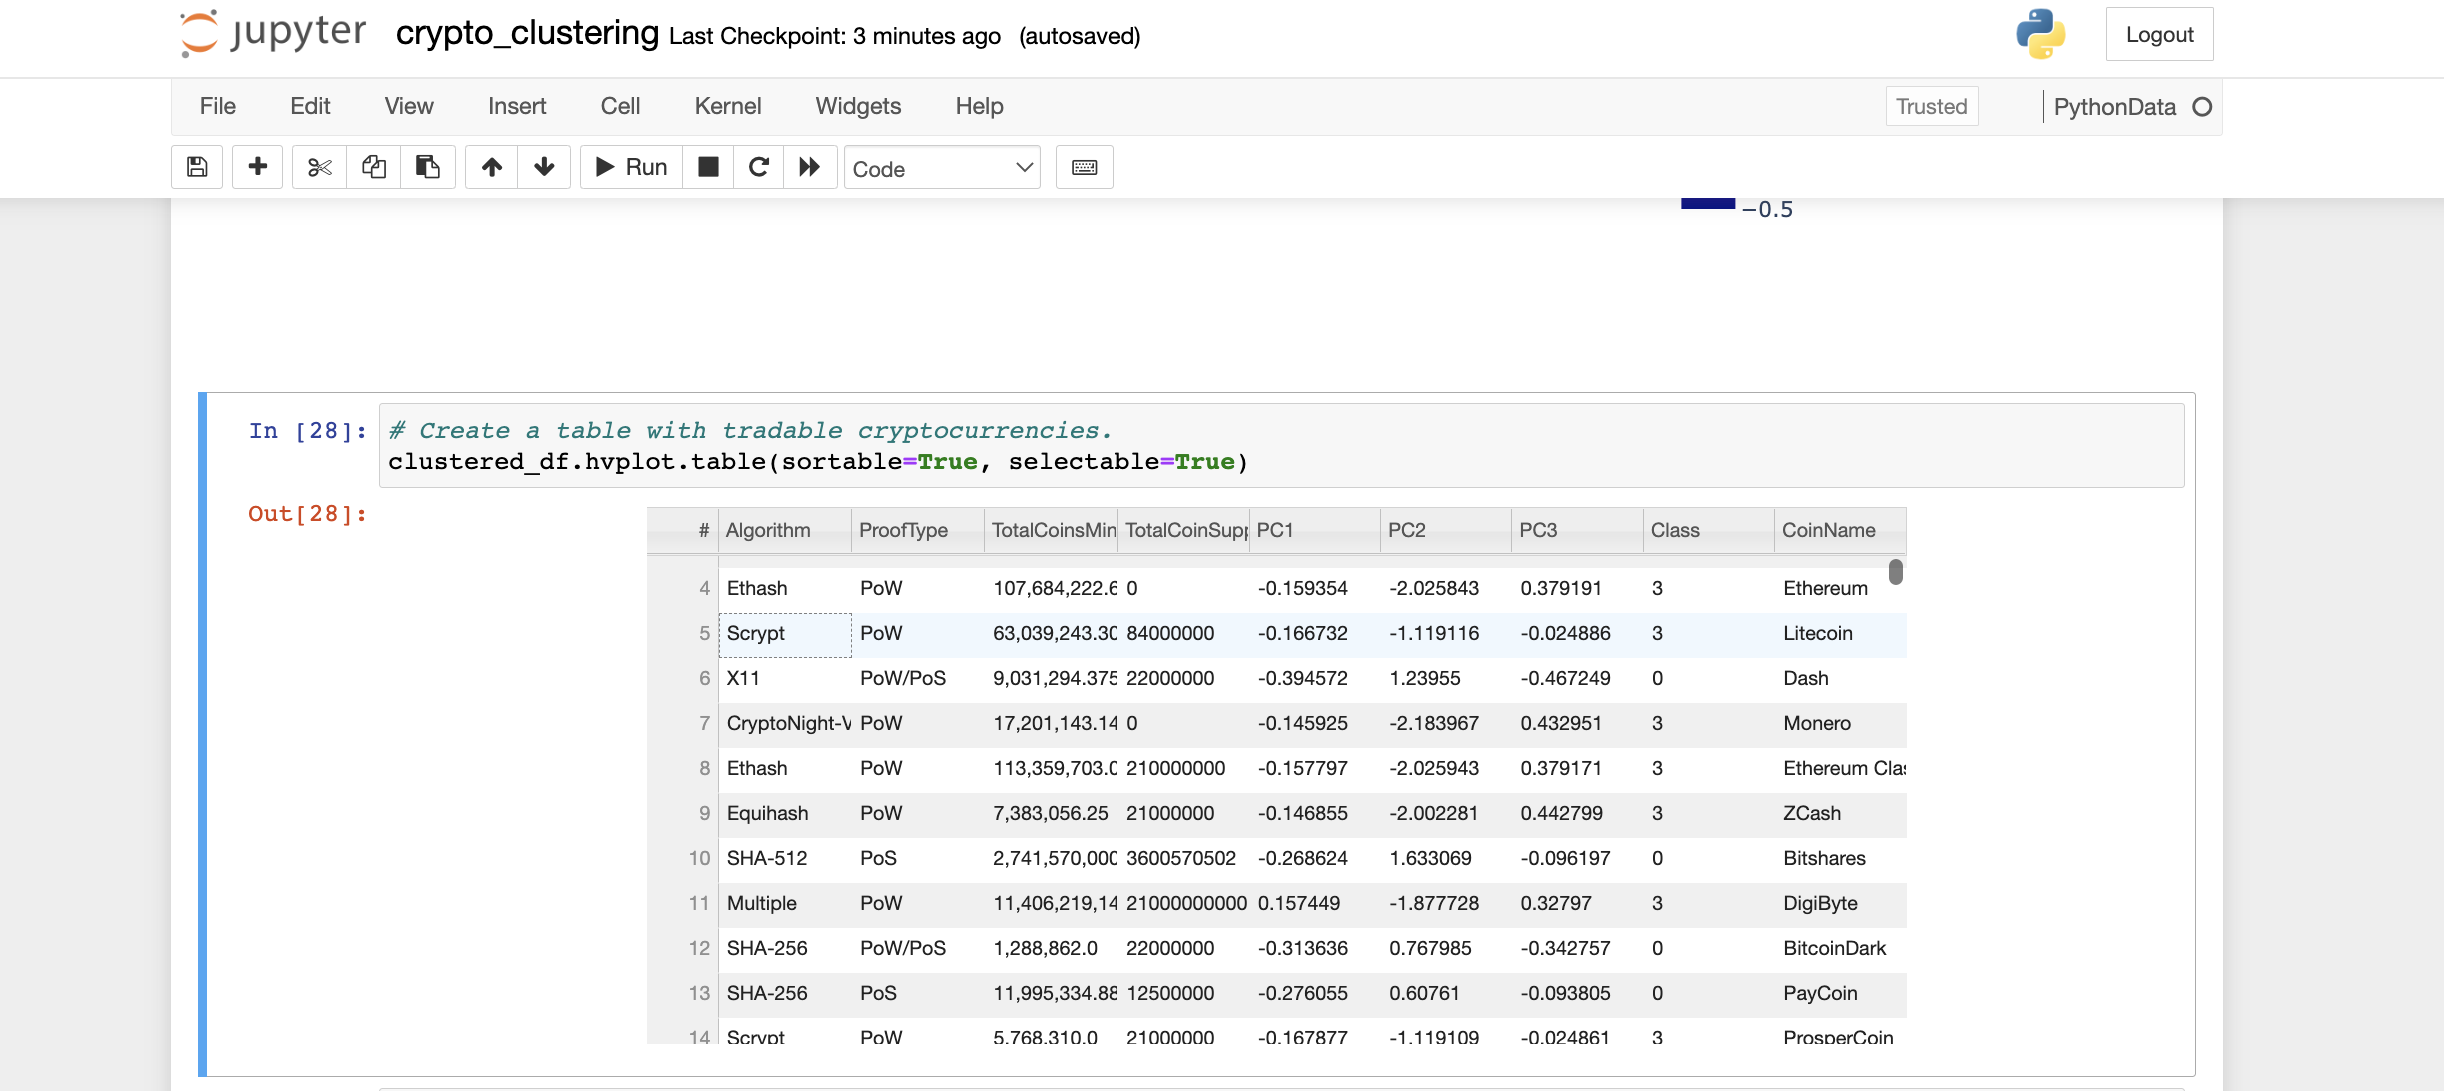 jupyter crypto_clustering Last Checkpoint: 3 minutes ago (autosaved) Logout
File Edit View Insert Cell Kernel Widgets Help Trusted PythonData
Run Code
−0.5
In [28]: # Create a table with tradable cryptocurrencies.
clustered_df.hvplot.table(sortable=True, selectable=True)
Out[28]:
# Algorithm ProofType TotalCoinsMin TotalCoinSupp PC1 PC2 PC3 Class CoinName
4 Ethash PoW 107,684,222.6 0 -0.159354 -2.025843 0.379191 3 Ethereum
5 Scrypt PoW 63,039,243.30 84000000 -0.166732 -1.119116 -0.024886 3 Litecoin
6 X11 PoW/PoS 9,031,294.375 22000000 -0.394572 1.23955 -0.467249 0 Dash
7 CryptoNight-V PoW 17,201,143.14 0 -0.145925 -2.183967 0.432951 3 Monero
8 Ethash PoW 113,359,703.0 210000000 -0.157797 -2.025943 0.379171 3 Ethereum Clas
9 Equihash PoW 7,383,056.25 21000000 -0.146855 -2.002281 0.442799 3 ZCash
10 SHA-512 PoS 2,741,570,000 3600570502 -0.268624 1.633069 -0.096197 0 Bitshares
11 Multiple PoW 11,406,219,14 21000000000 0.157449 -1.877728 0.32797 3 DigiByte
12 SHA-256 PoW/PoS 1,288,862.0 22000000 -0.313636 0.767985 -0.342757 0 BitcoinDark
13 SHA-256 PoS 11,995,334.88 12500000 -0.276055 0.60761 -0.093805 0 PayCoin
14 Scrypt PoW 5,768,310.0 21000000 -0.167877 -1.119109 -0.024861 3 ProsperCoin